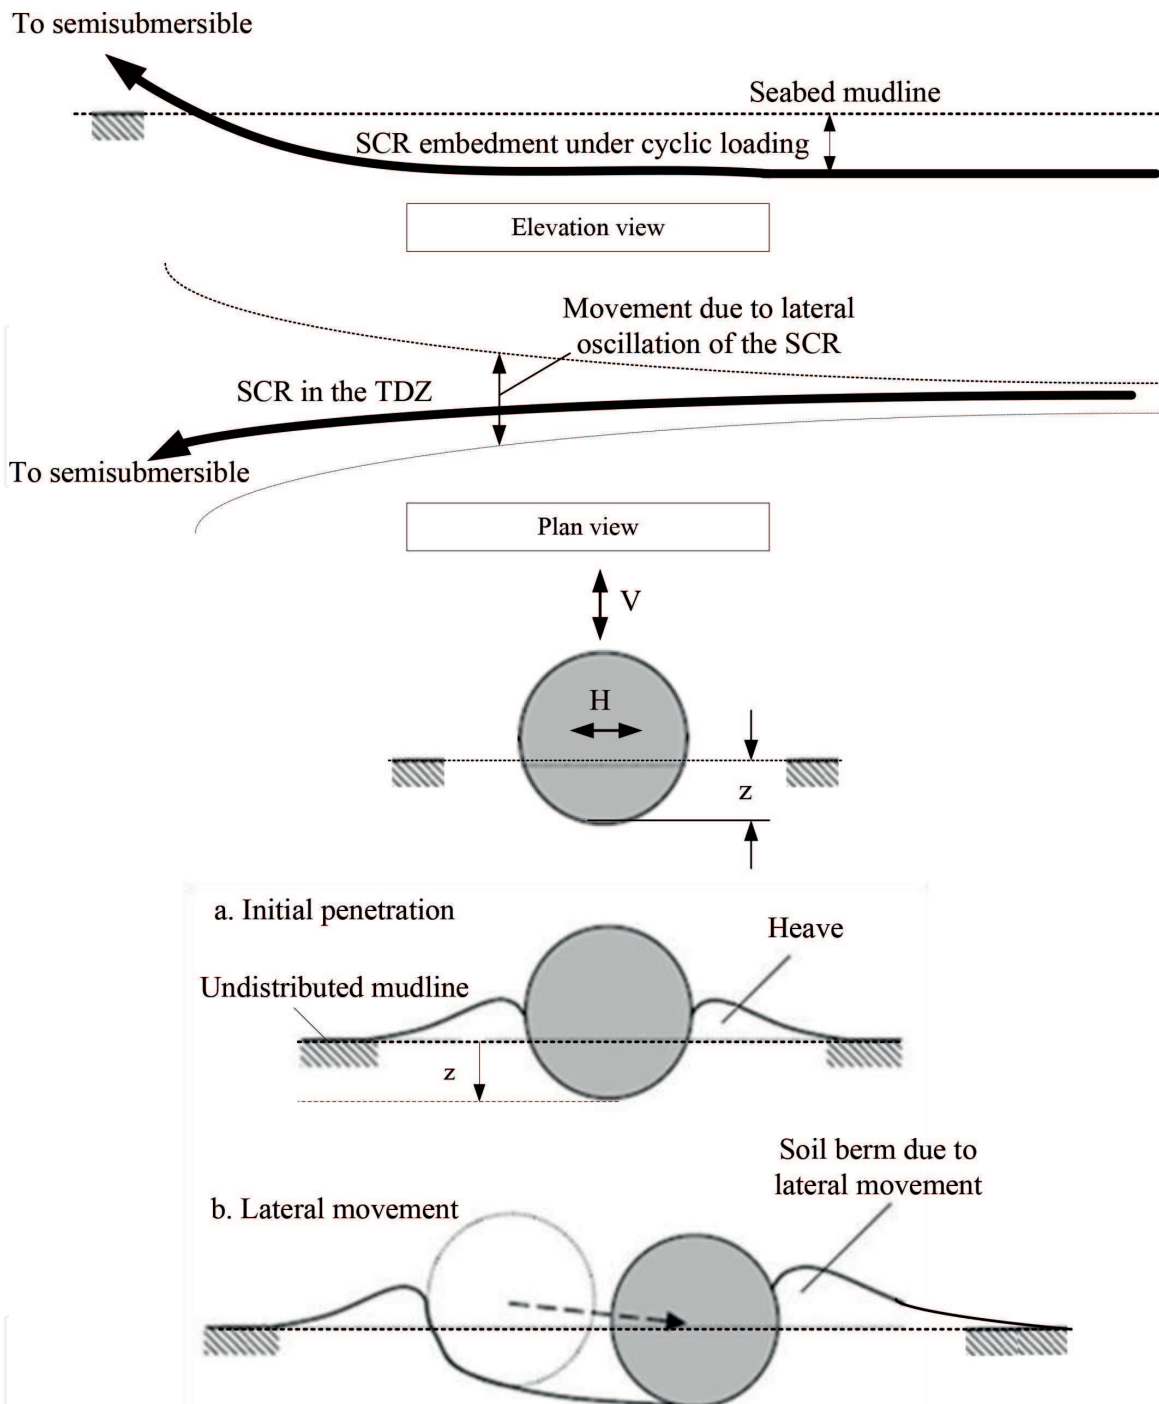 To semisubmersible
Seabed mudline
SCR embedment under cyclic loading
Elevation view
Movement due to lateral
oscillation of the SCR
SCR in the TDZ
To semisubmersible
Plan view
V
H
z
a. Initial penetration
Heave
Undistributed mudline
z
Soil berm due to
lateral movement
b. Lateral movement